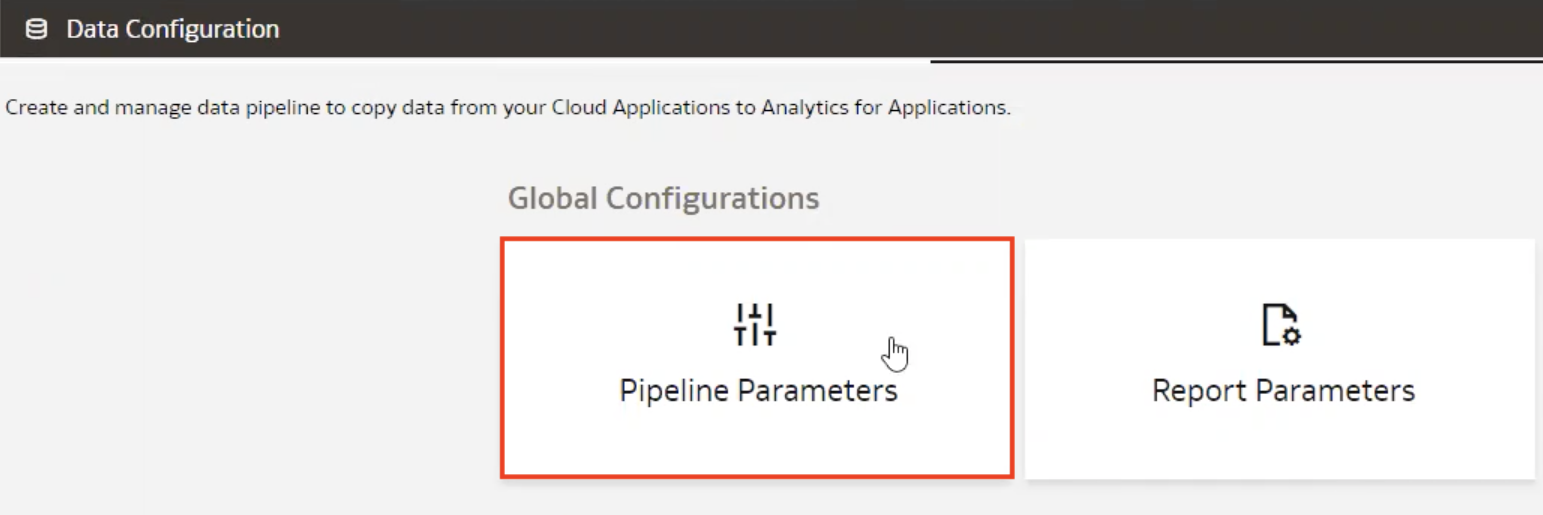 Data Configuration
Create and manage data pipeline to copy data from your Cloud Applications to Analytics for Applications.
Global Configurations
Pipeline Parameters
Report Parameters